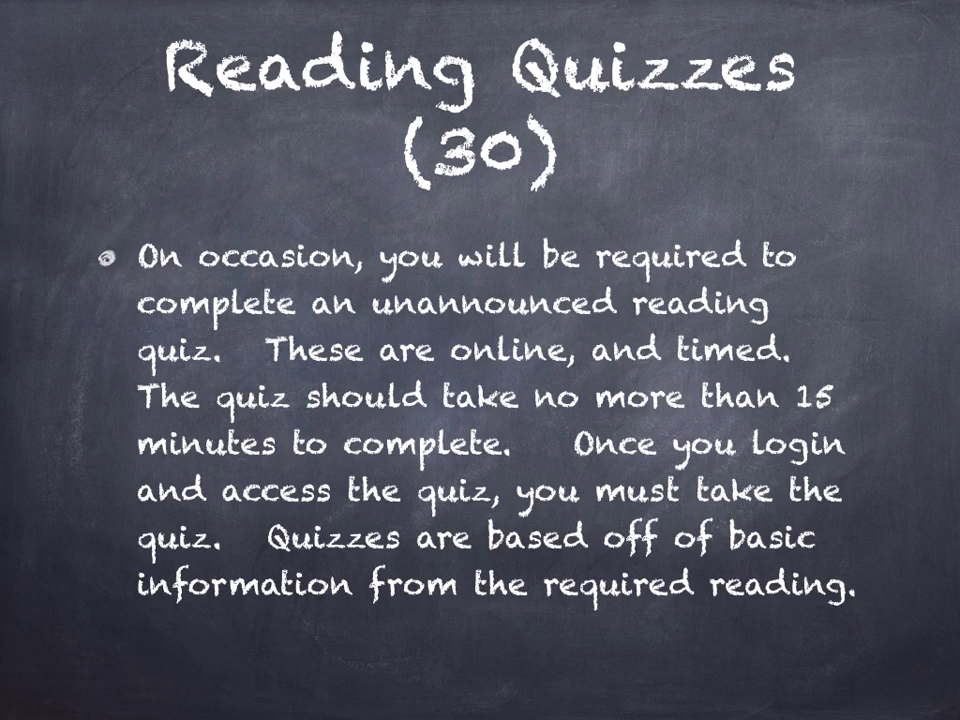 Reading Quizzes
(30)
On occasion, you will be required to
complete an unannounced reading
quiz.   These are online, and timed.
The quiz should take no more than 15
minutes to complete.    Once you login
and access the quiz, you must take the
quiz.   Quizzes are based off of basic
information from the required reading.